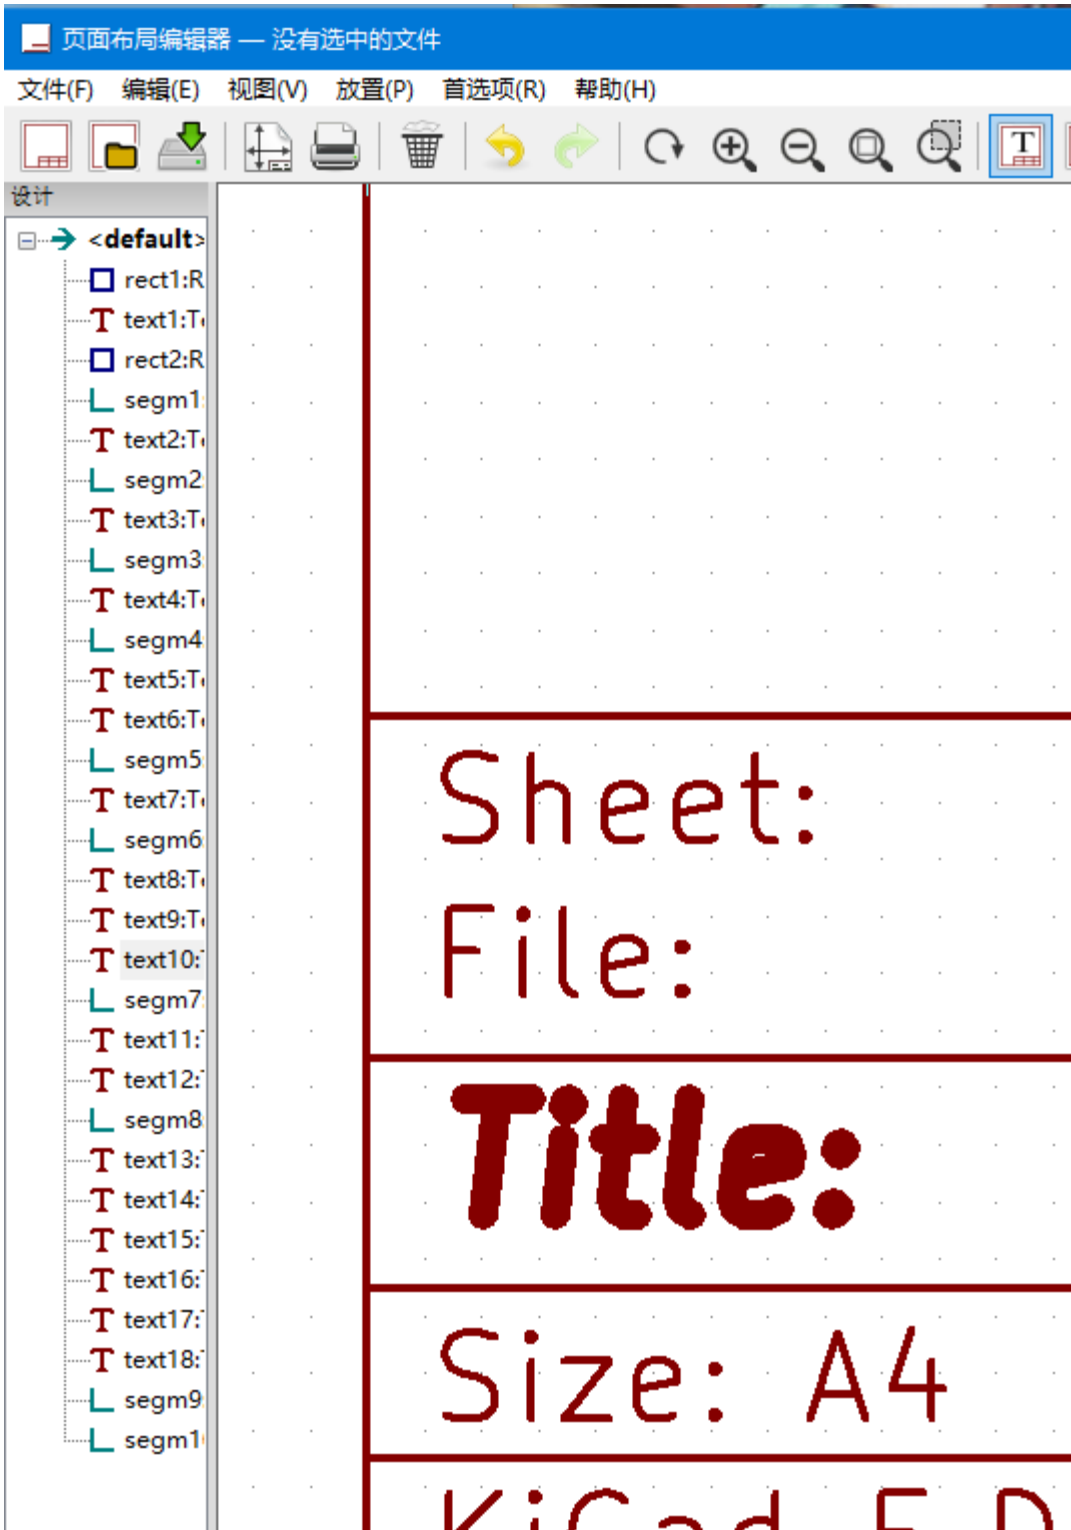 页面布局编辑器 — 没有选中的文件
文件(F) 编辑(E) 视图(V) 放置(P) 首选项(R) 帮助(H)
T
设计
<default>
rect1:R
text1:T
rect2:R
segm1:
text2:T
segm2:
text3:T
segm3:
text4:T
segm4:
text5:T
text6:T
segm5:
text7:T
segm6:
text8:T
text9:T
text10:
segm7:
text11:
text12:
segm8:
text13:
text14:
text15:
text16:
text17:
text18:
segm9:
segm1
Sheet:
File:
Title:
Size: A4
KiCad E.D